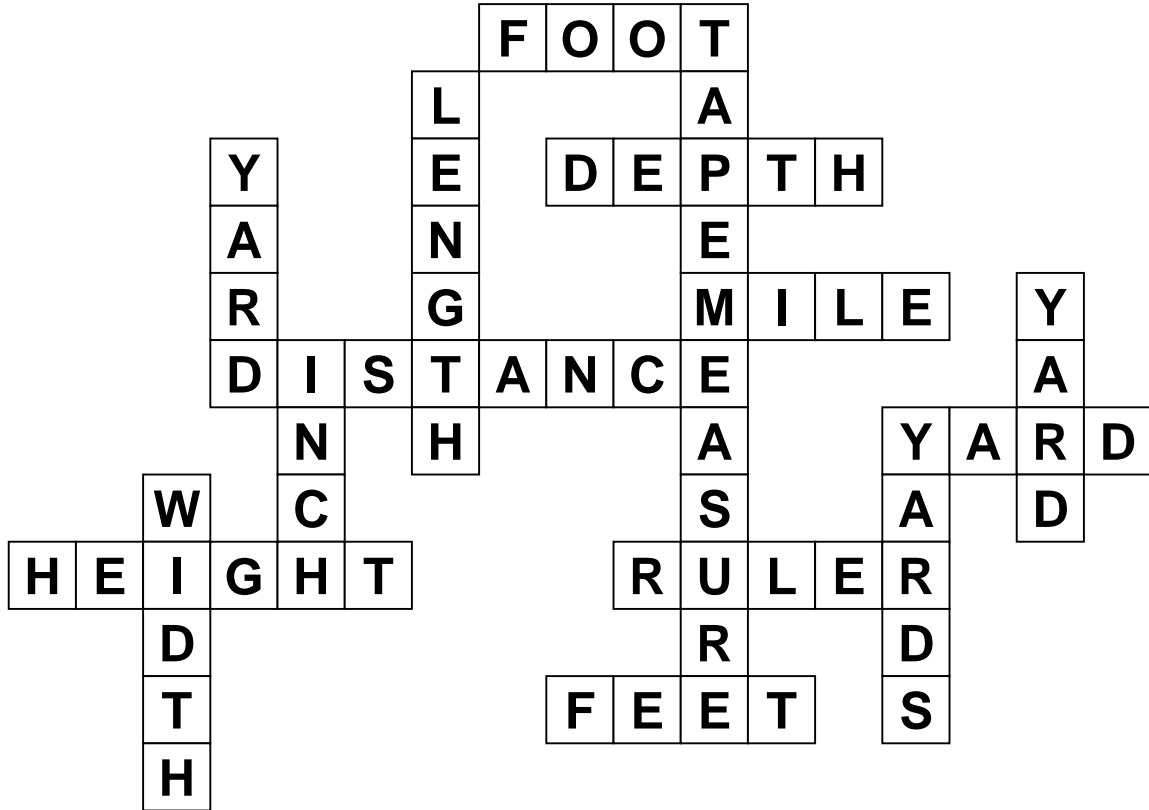 FOOT
L A
Y E DEPTH
A N E
R G MILE Y
DISTANCE A
N H A YARD
W C S A D
HEIGHT RULER
D R D
T FEET S
H